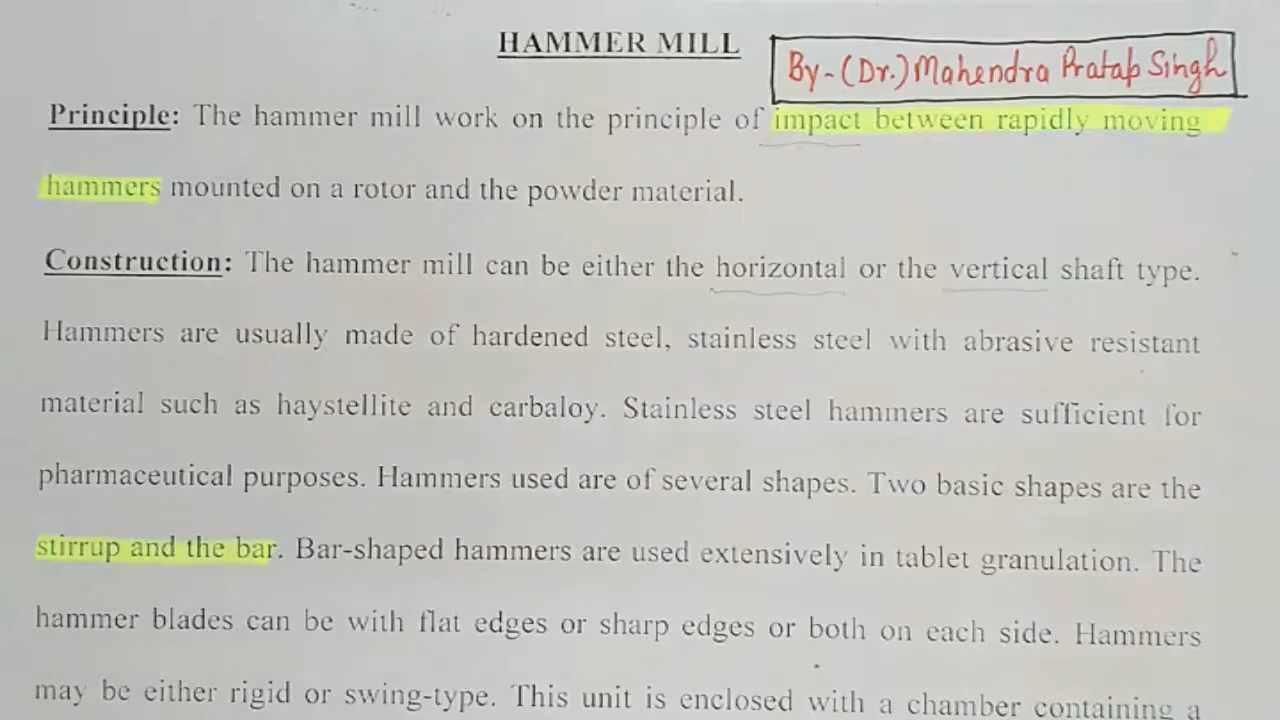 HAMMER MILL
By-(Dr.) Mahendra Pratap Singh
Principle: The hammer mill work on the principle of impact between rapidly moving
hammers mounted on a rotor and the powder material.
Construction: The hammer mill can be either the horizontal or the vertical shaft type.
Hammers are usually made of hardened steel, stainless steel with abrasive resistant
material such as haystellite and carbaloy. Stainless steel hammers are sufficient for
pharmaceutical purposes. Hammers used are of several shapes. Two basic shapes are the
stirrup and the bar. Bar-shaped hammers are used extensively in tablet granulation. The
hammer blades can be with flat edges or sharp edges or both on each side. Hammers
may be either rigid or swing-type. This unit is enclosed with a chamber containing a